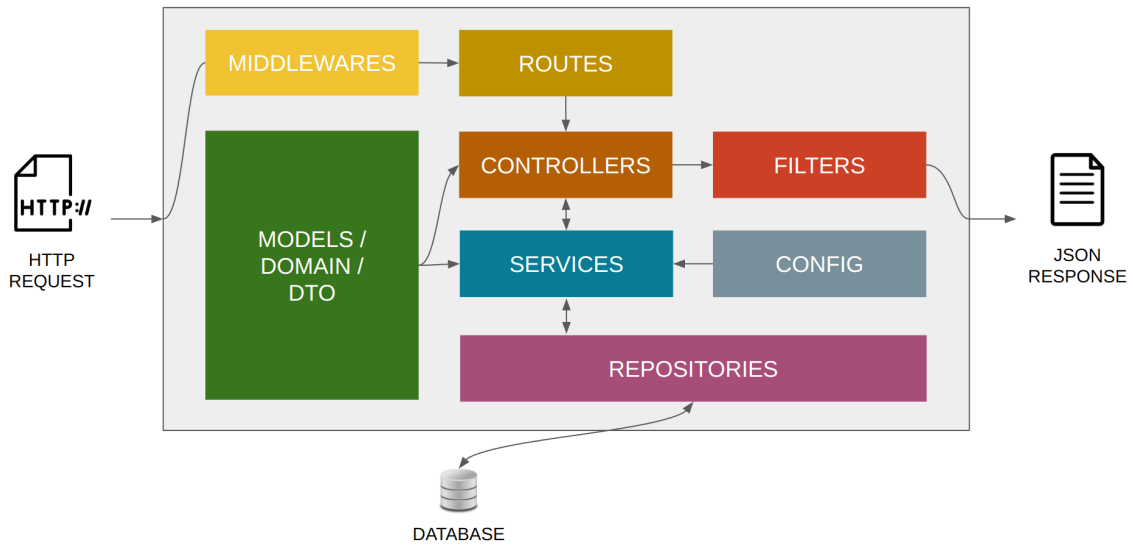 MIDDLEWARES
ROUTES
CONTROLLERS
FILTERS
HTTP://
HTTP
REQUEST
MODELS /
DOMAIN /
DTO
SERVICES
CONFIG
JSON
RESPONSE
REPOSITORIES
DATABASE